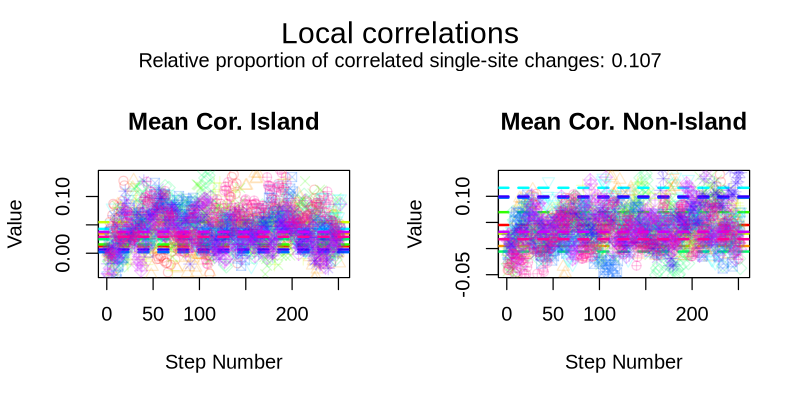 Local correlations
Relative proportion of correlated single-site changes: 0.107
Mean Cor. Island
Value
0.10
0.00
0 50 100 200
Step Number
Mean Cor. Non-Island
Value
0.10
-0.05
0 50 100 200
Step Number